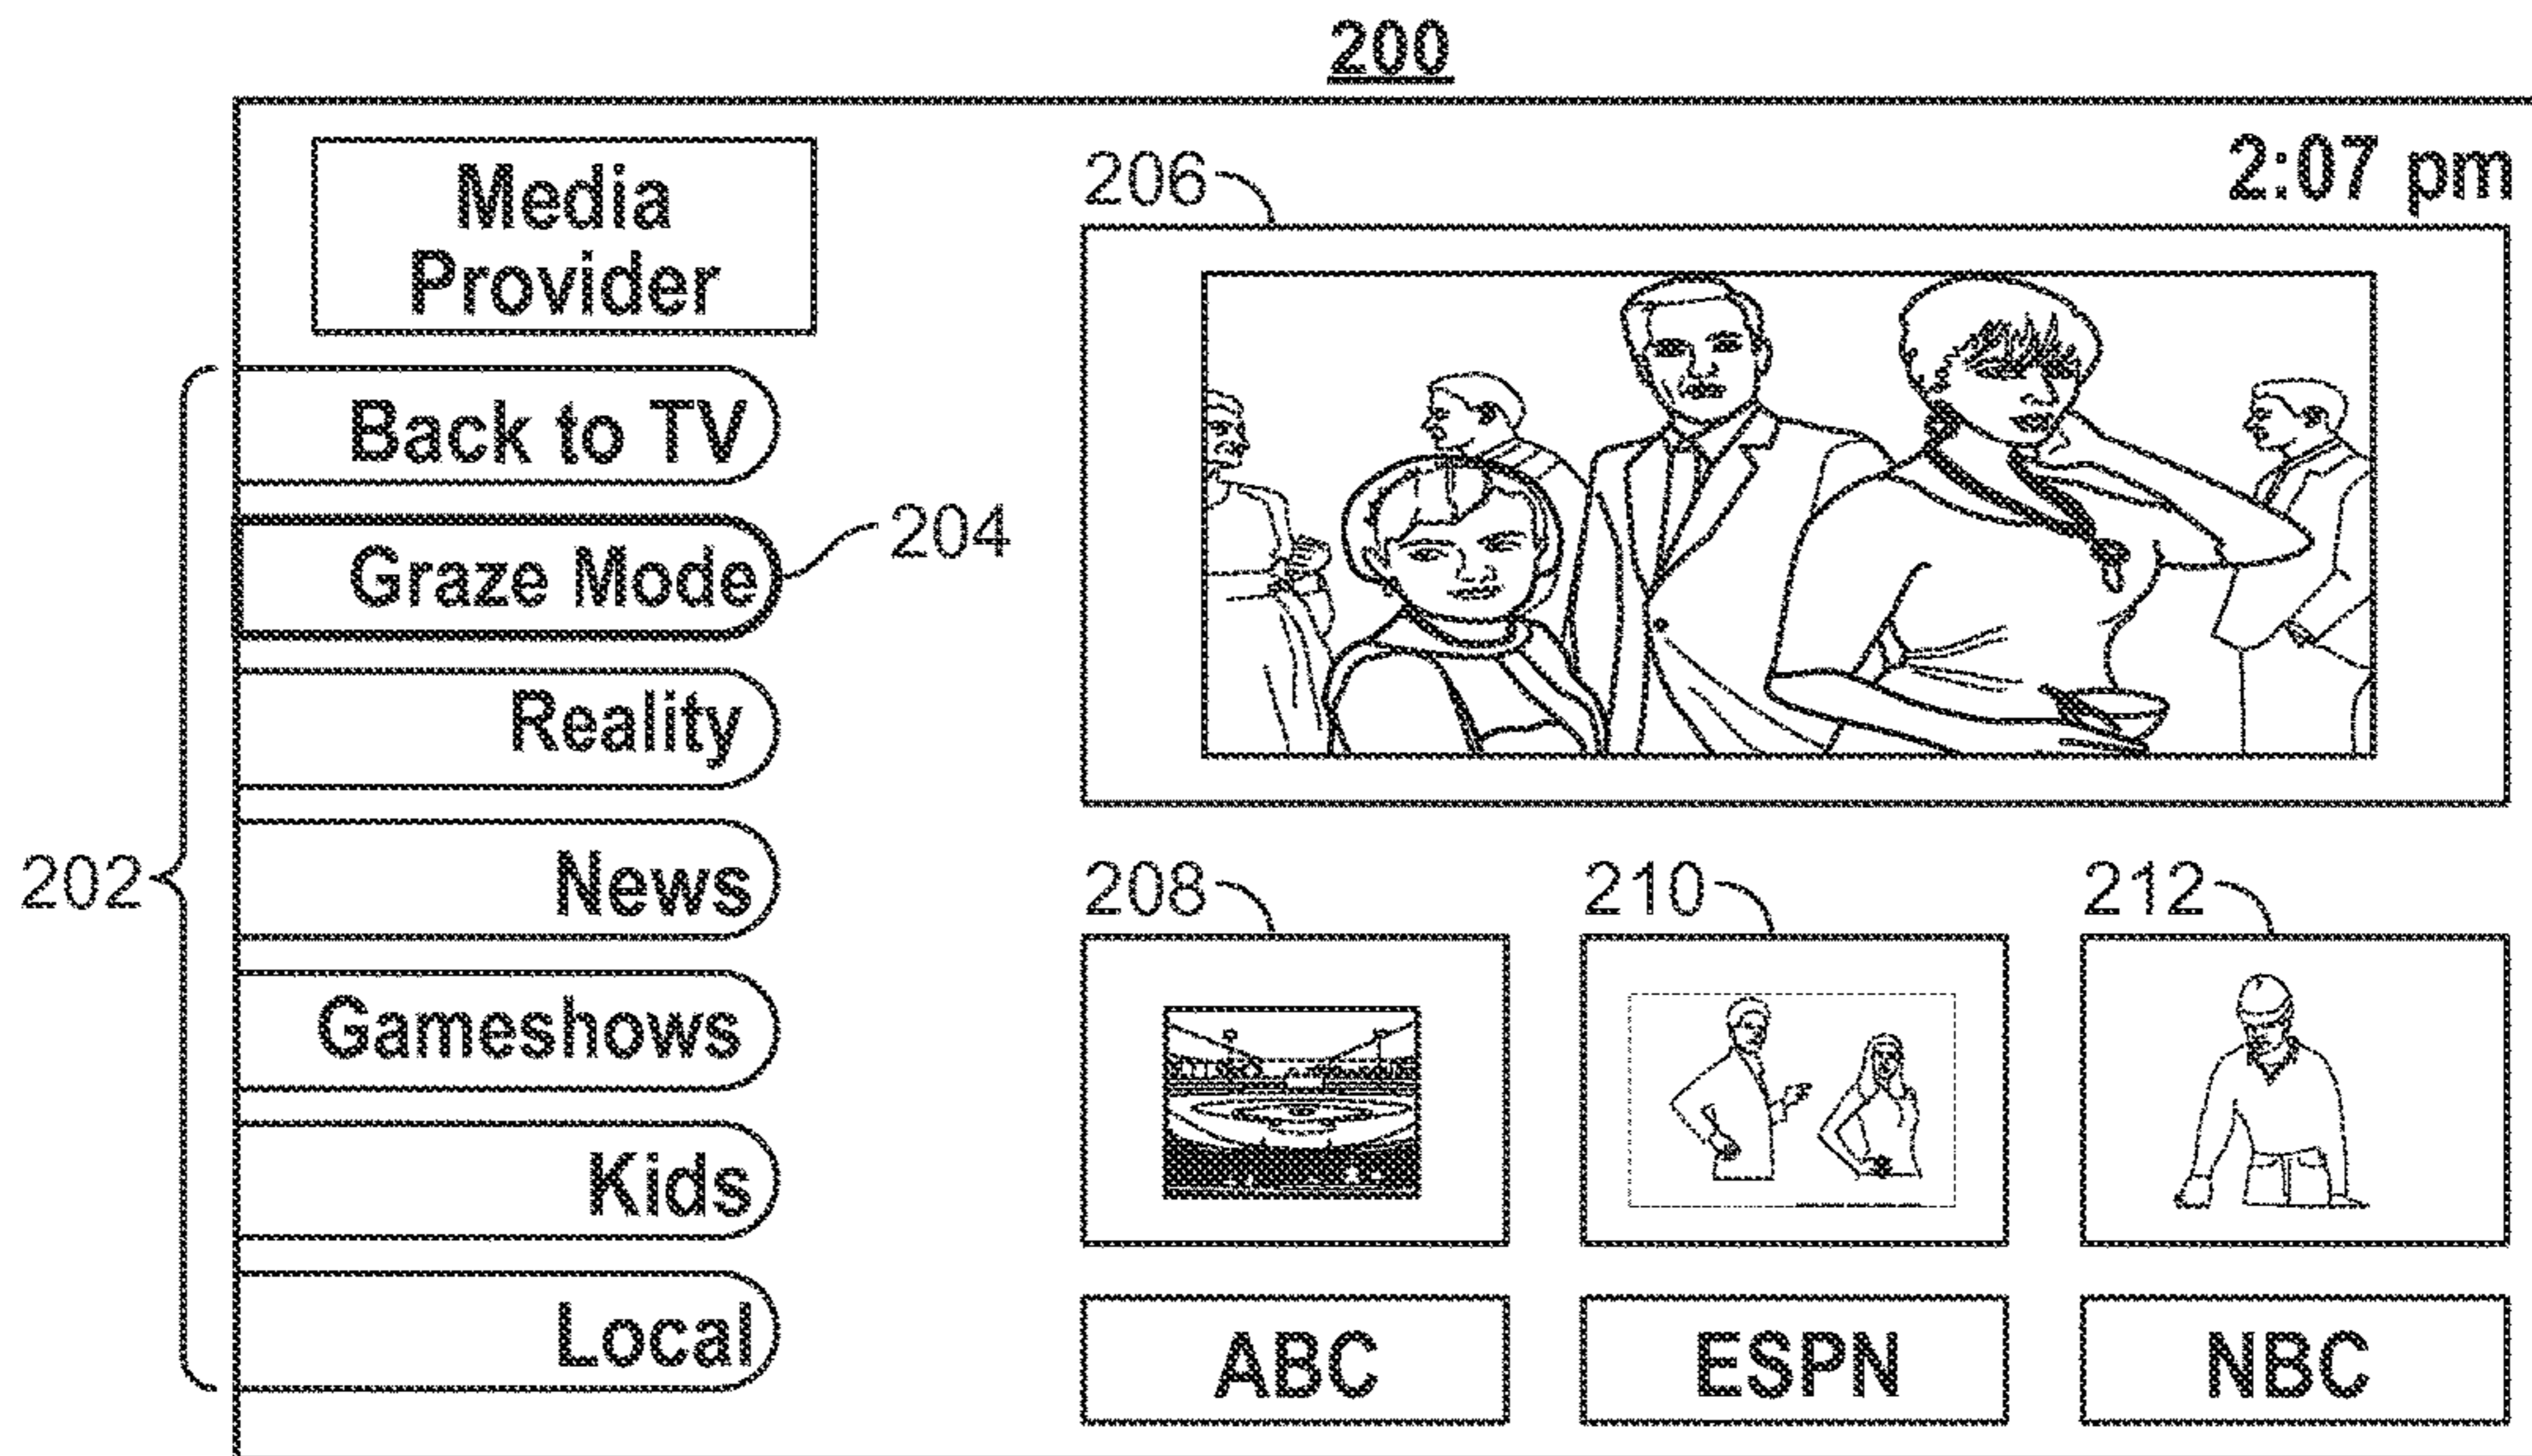 200
Media
Provider
2:07 pm
206
Back to TV
Graze Mode
204
Reality
News
202
Gameshows
Kids
Local
208
210
212
ABC
ESPN
NBC